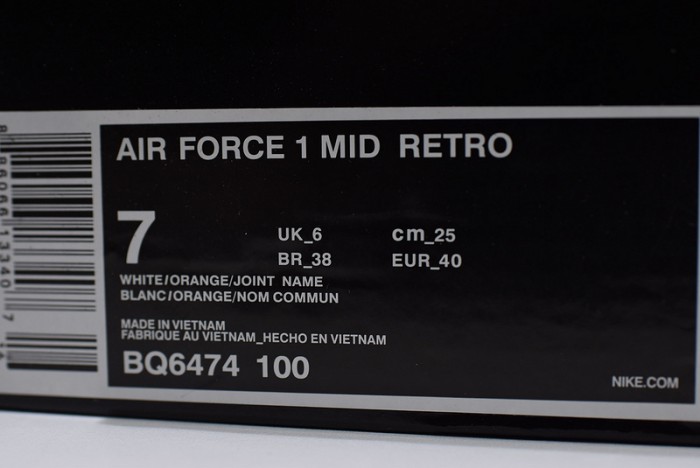 AIR FORCE 1 MID RETRO
7
UK_6 cm_25
BR_38 EUR_40
WHITE/ORANGE/JOINT NAME
BLANC/ORANGE/NOM COMMUN
MADE IN VIETNAM
FABRIQUE AU VIETNAM_HECHO EN VIETNAM
BQ6474 100
NIKE.COM